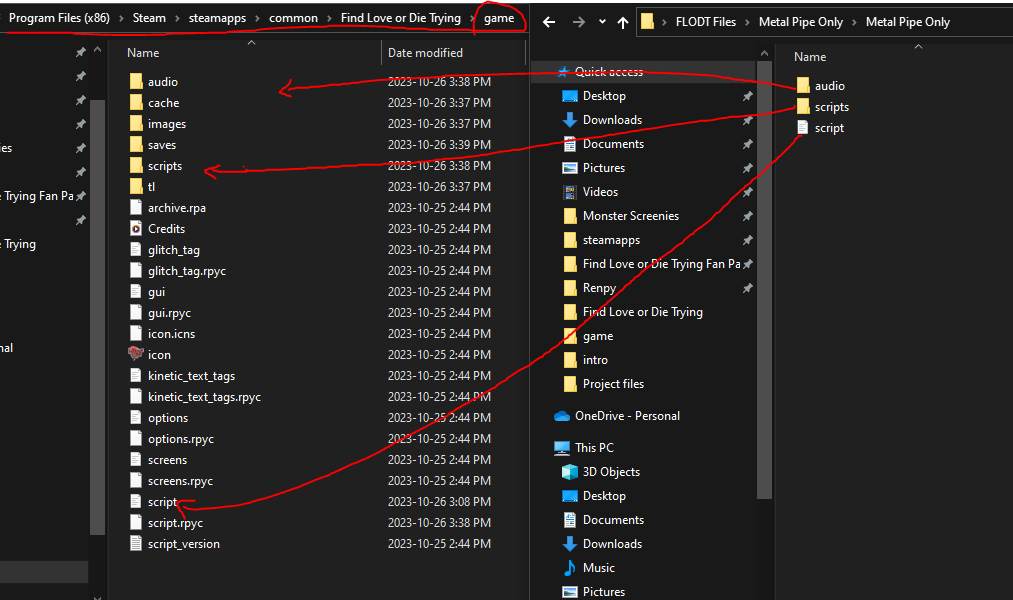 Program Files (x86) > Steam > steamapps > common > Find Love or Die Trying > game
Name Date modified
audio 2023-10-26 3:38 PM
cache 2023-10-26 3:37 PM
images 2023-10-26 3:37 PM
saves 2023-10-26 3:39 PM
scripts 2023-10-26 3:38 PM
tl 2023-10-26 3:37 PM
archive.rpa 2023-10-25 2:44 PM
Credits 2023-10-25 2:44 PM
glitch_tag 2023-10-25 2:44 PM
glitch_tag.rpyc 2023-10-25 2:44 PM
gui 2023-10-25 2:44 PM
gui.rpyc 2023-10-25 2:44 PM
icon.icns 2023-10-25 2:44 PM
icon 2023-10-25 2:44 PM
kinetic_text_tags 2023-10-25 2:44 PM
kinetic_text_tags.rpyc 2023-10-25 2:44 PM
options 2023-10-25 2:44 PM
options.rpyc 2023-10-25 2:44 PM
screens 2023-10-25 2:44 PM
screens.rpyc 2023-10-25 2:44 PM
script 2023-10-26 3:08 PM
script.rpyc 2023-10-26 3:38 PM
script_version 2023-10-25 2:44 PM
ies
e Trying Fan Pa
e Trying
nal
FLODT Files > Metal Pipe Only > Metal Pipe Only
Quick access
Desktop
Downloads
Documents
Pictures
Videos
Monster Screenies
steamapps
Find Love or Die Trying Fan Pa
Renpy
Find Love or Die Trying
game
intro
Project files
OneDrive - Personal
This PC
3D Objects
Desktop
Documents
Downloads
Music
Pictures
Name
audio
scripts
script